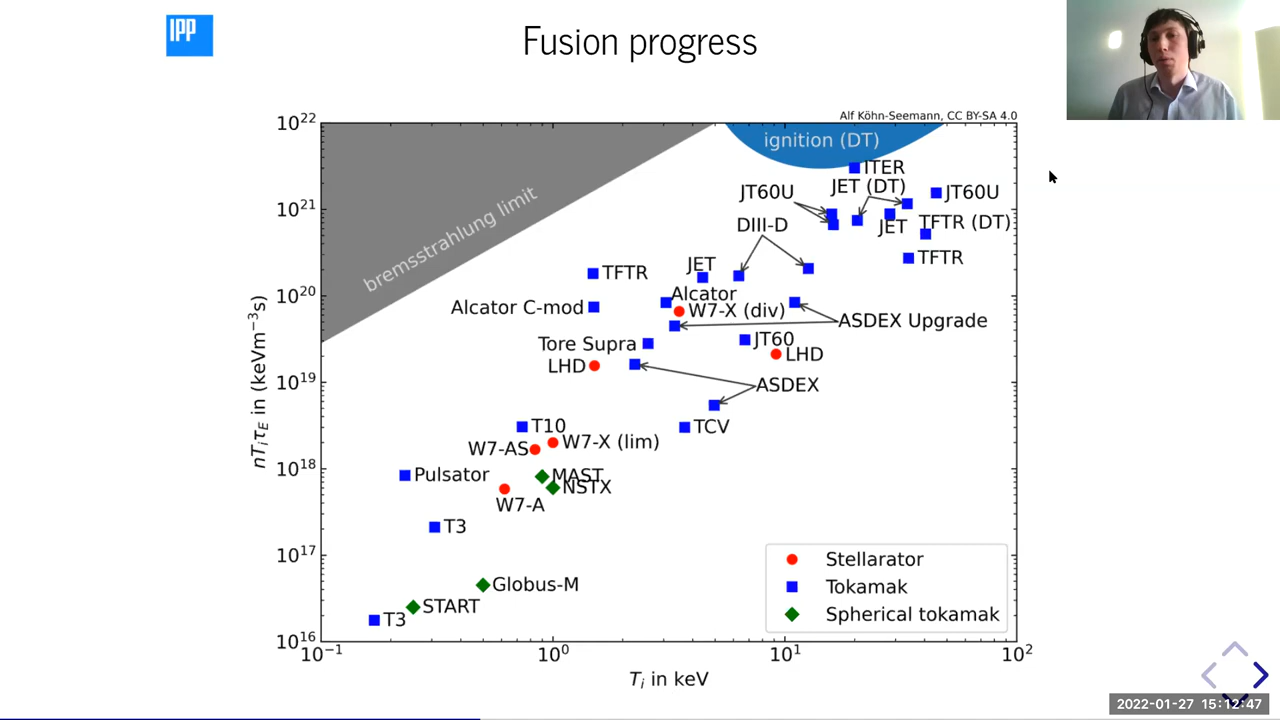 IPP
Fusion progress
Alf Köhn-Seemann, CC BY-SA 4.0
10²²
ignition (DT)
bremsstrahlung limit
ITER
JET (DT)
JT60U
JT60U
10²¹
DIII-D
JET
TFTR (DT)
TFTR
TFTR
JET
10²⁰
Alcator
Alcator C-mod
W7-X (div)
ASDEX Upgrade
Tore Supra
JT60
LHD
LHD
10¹⁹
ASDEX
T10
TCV
W7-X (lim)
W7-AS
10¹⁸
Pulsator
MAST
NSTX
W7-A
T3
10¹⁷
Globus-M
START
T3
10¹⁶
Stellarator
Tokamak
Spherical tokamak
10⁻¹
10⁰
10¹
10²
nTᵢτ_E in (keVm⁻³s)
Tᵢ in keV
2022-01-27 15:12:47